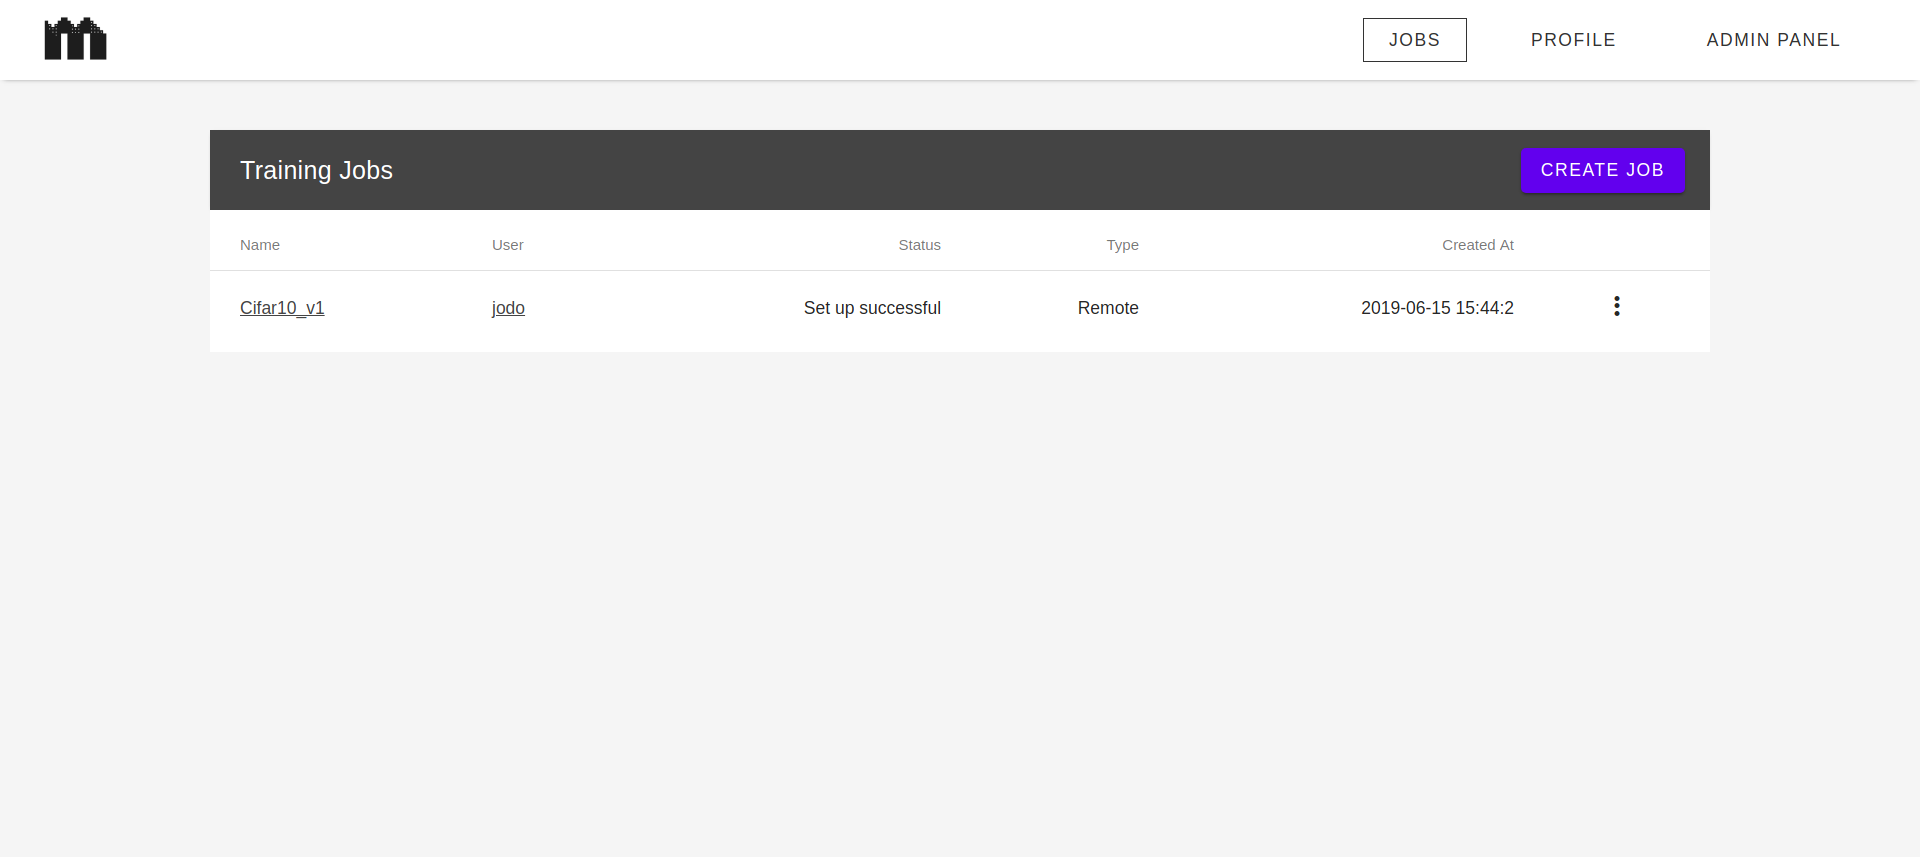 JOBS PROFILE ADMIN PANEL
Training Jobs CREATE JOB
Name User Status Type Created At
Cifar10_v1 jodo Set up successful Remote 2019-06-15 15:44:2